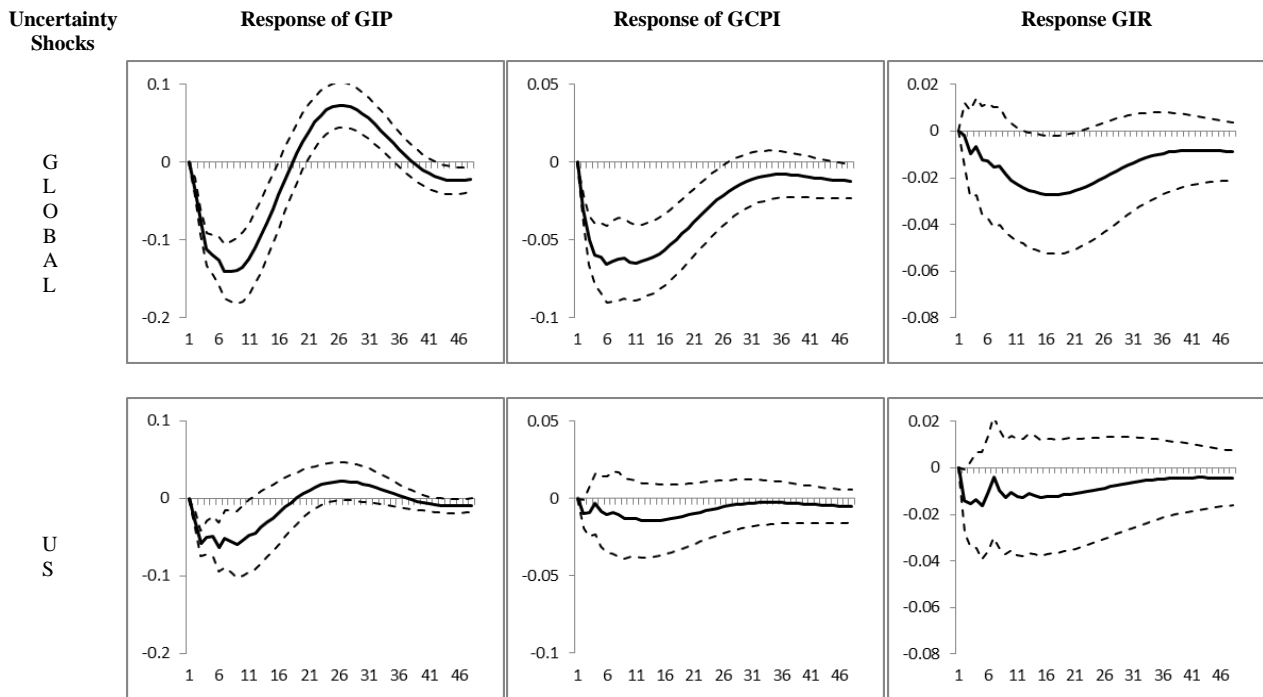 Uncertainty Shocks
Response of GIP
Response of GCPI
Response GIR
G
L
O
B
A
L
0.1
0
-0.1
-0.2
1 6 11 16 21 26 31 36 41 46
0.05
0
-0.05
-0.1
1 6 11 16 21 26 31 36 41 46
0.02
0
-0.02
-0.04
-0.06
-0.08
1 6 11 16 21 26 31 36 41 46
U
S
0.1
0
-0.1
-0.2
1 6 11 16 21 26 31 36 41 46
0.05
0
-0.05
-0.1
1 6 11 16 21 26 31 36 41 46
0.02
0
-0.02
-0.04
-0.06
-0.08
1 6 11 16 21 26 31 36 41 46